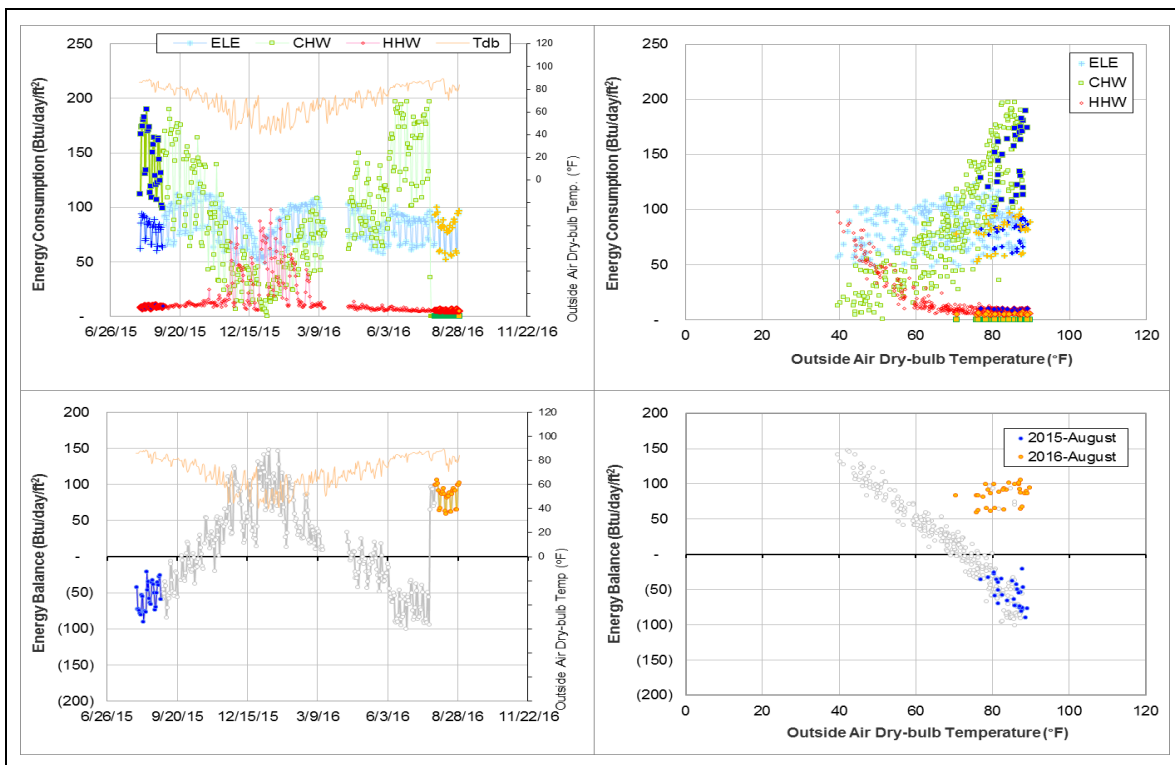 ELE CHW HHW Tdb
Energy Consumption (Btu/day/ft²)
250
200
150
100
50
-
120
100
80
60
40
20
0
Outside Air Dry-bulb Temp. (°F)
6/26/15 9/20/15 12/15/15 3/9/16 6/3/16 8/28/16 11/22/16
Energy Consumption (Btu/day/ft²)
250
200
150
100
50
-
ELE
CHW
HHW
0 20 40 60 80 100 120
Outside Air Dry-bulb Temperature (°F)
Energy Balance (Btu/day/ft²)
200
150
100
50
-
(50)
(100)
(150)
(200)
120
100
80
60
40
20
0
Outside Air Dry-bulb Temp (°F)
6/26/15 9/20/15 12/15/15 3/9/16 6/3/16 8/28/16 11/22/16
Energy Balance (Btu/day/ft²)
200
150
100
50
-
(50)
(100)
(150)
(200)
2015-August
2016-August
0 20 40 60 80 100 120
Outside Air Dry-bulb Temperature (°F)